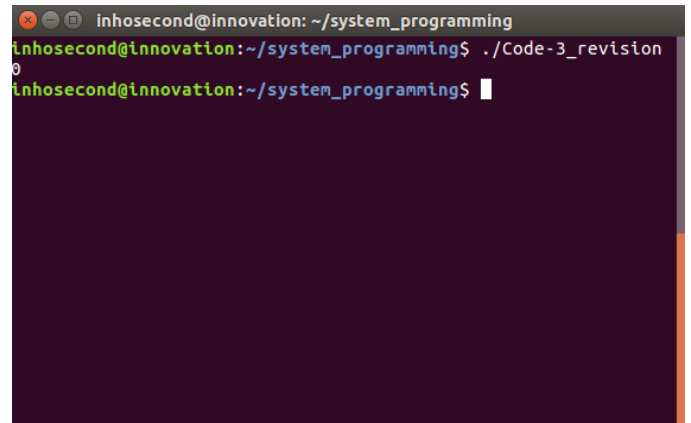 inhosecond@innovation: ~/system_programming
inhosecond@innovation:~/system_programming$ ./Code-3_revision
0
inhosecond@innovation:~/system_programming$